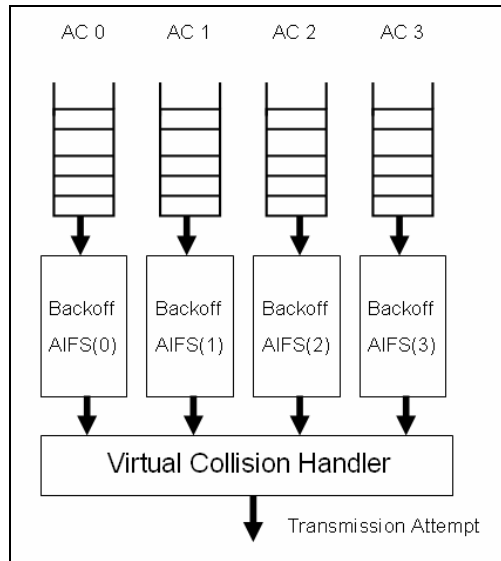 AC 0 AC 1 AC 2 AC 3
Backoff Backoff Backoff Backoff
AIFS(0) AIFS(1) AIFS(2) AIFS(3)
Virtual Collision Handler
Transmission Attempt